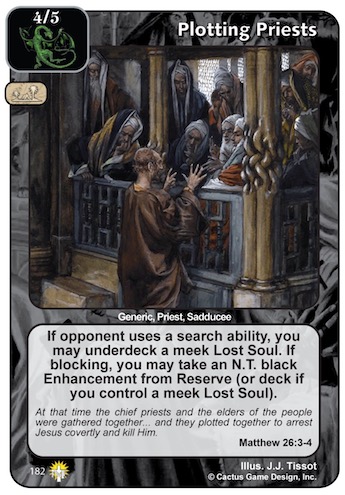 4/5
Plotting Priests
Generic, Priest, Sadducee
If opponent uses a search ability, you
may underdeck a meek Lost Soul. If
blocking, you may take an N.T. black
Enhancement from Reserve (or deck if
you control a meek Lost Soul).
At that time the chief priests and the elders of the people
were gathered together... and they plotted together to arrest
Jesus covertly and kill Him.
Matthew 26:3-4
182
Illus. J.J. Tissot
© Cactus Game Design, Inc.